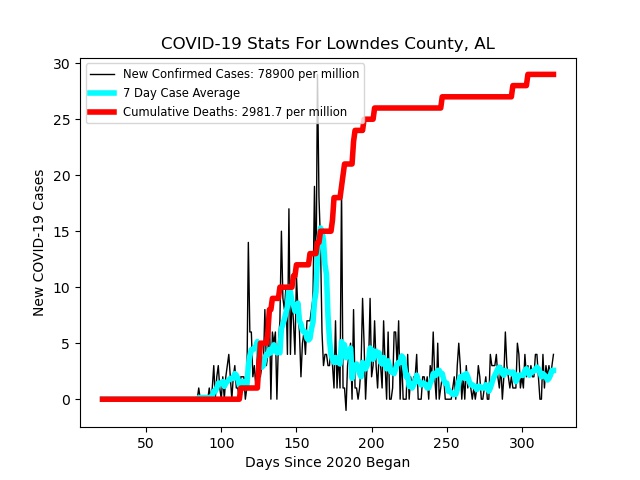 COVID-19 Stats For Lowndes County, AL
New Confirmed Cases: 78900 per million
7 Day Case Average
Cumulative Deaths: 2981.7 per million
30
25
20
15
10
5
0
New COVID-19 Cases
50 100 150 200 250 300
Days Since 2020 Began